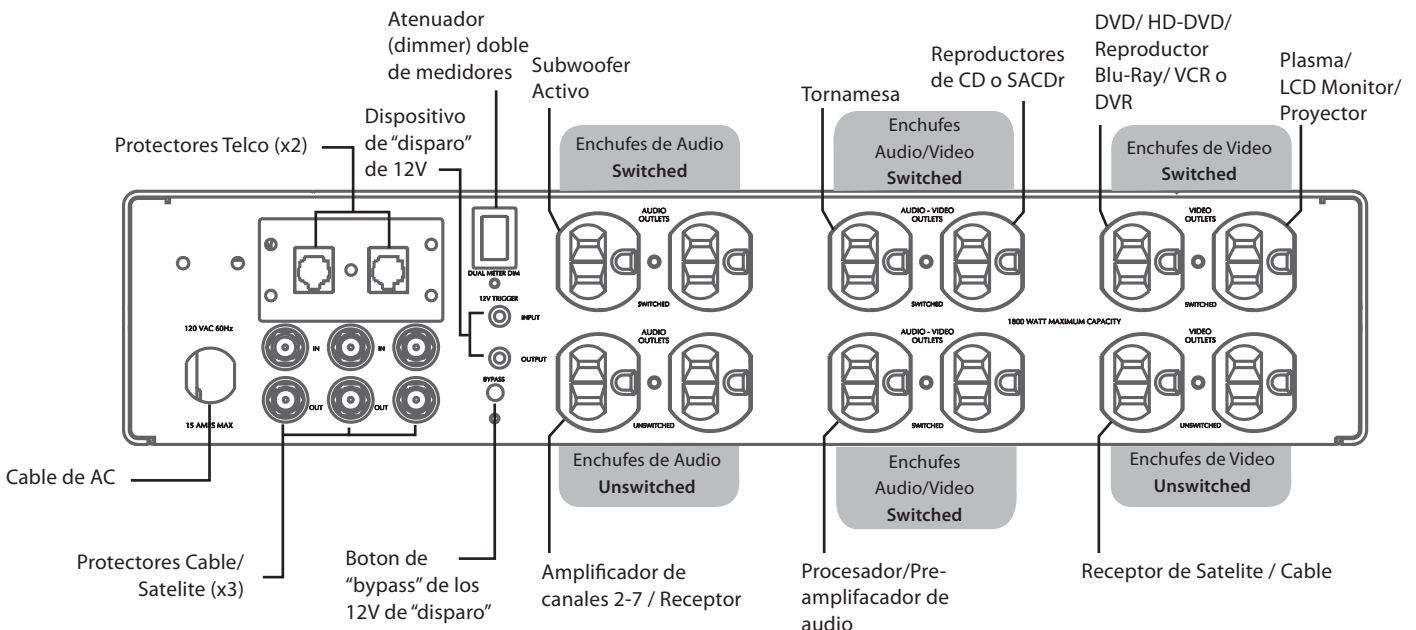 Atenuador
(dimmer) doble
de medidores
Subwoofer
Activo
Dispositivo
de "disparo"
de 12V
Protectores Telco (x2)
Tornamesa
Reproductores
de CD o SACDr
DVD/ HD-DVD/
Reproductor
Blu-Ray/ VCR o
DVR
Plasma/
LCD Monitor/
Proyector
Enchufes de Audio
Switched
Enchufes
Audio/Video
Switched
Enchufes de Video
Switched
DUAL METER DIM
12V TRIGGER
INPUT
OUTPUT
BYPASS
120 VAC 60Hz
15 AMPS MAX
IN
IN
OUT
OUT
AUDIO
OUTLETS
SWITCHED
AUDIO - VIDEO
OUTLETS
SWITCHED
VIDEO
OUTLETS
SWITCHED
1800 WATT MAXIMUM CAPACITY
AUDIO
OUTLETS
UNSWITCHED
AUDIO - VIDEO
OUTLETS
SWITCHED
VIDEO
OUTLETS
UNSWITCHED
Enchufes de Audio
Unswitched
Enchufes
Audio/Video
Switched
Enchufes de Video
Unswitched
Cable de AC
Protectores Cable/
Satelite (x3)
Boton de
"bypass" de los
12V de "disparo"
Amplificador de
canales 2-7 / Receptor
Procesador/Pre-
amplifacador de
audio
Receptor de Satelite / Cable